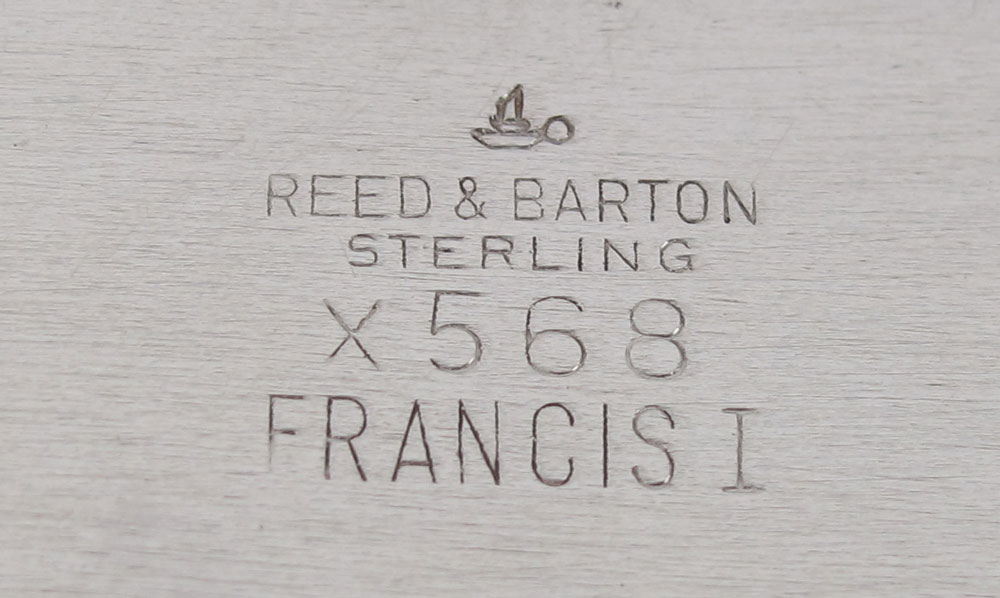 REED & BARTON
STERLING
X568
FRANCIS I